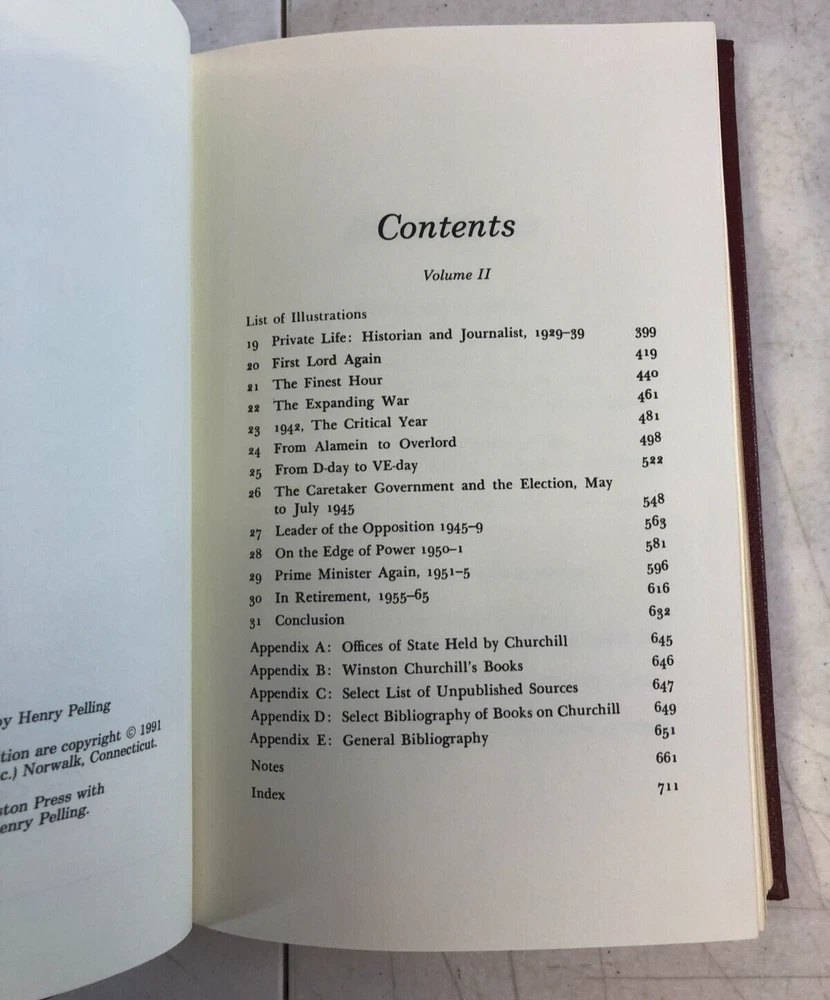 by Henry Pelling
tion are copyright © 1991
c.) Norwalk, Connecticut.
ston Press with
enry Pelling.
Contents
Volume II
List of Illustrations
19 Private Life: Historian and Journalist, 1929–39 399
20 First Lord Again 419
21 The Finest Hour 440
22 The Expanding War 461
23 1942, The Critical Year 481
24 From Alamein to Overlord 498
25 From D-day to VE-day 522
26 The Caretaker Government and the Election, May
to July 1945 548
27 Leader of the Opposition 1945–9 563
28 On the Edge of Power 1950–1 581
29 Prime Minister Again, 1951–5 596
30 In Retirement, 1955–65 616
31 Conclusion 632
Appendix A: Offices of State Held by Churchill 645
Appendix B: Winston Churchill's Books 646
Appendix C: Select List of Unpublished Sources 647
Appendix D: Select Bibliography of Books on Churchill 649
Appendix E: General Bibliography 651
Notes 661
Index 711